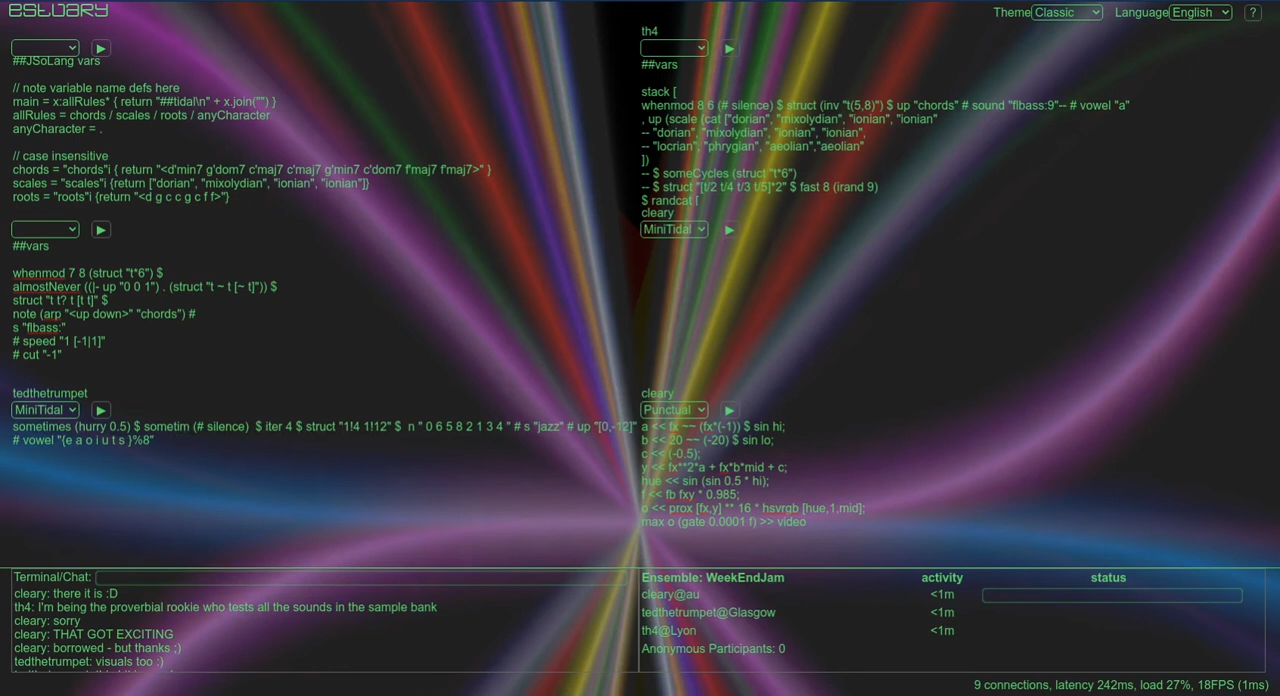 estuary
Theme Classic Language English ?
##JSoLang vars
// note variable name defs here
main = x:allRules* { return "##tidal\n" + x.join("") }
allRules = chords / scales / roots / anyCharacter
anyCharacter = .
// case insensitive
chords = "chords"i { return "<d'min7 g'dom7 c'maj7 c'maj7 g'min7 c'dom7 f'maj7 f'maj7>" }
scales = "scales"i {return ["dorian", "mixolydian", "ionian", "ionian"]}
roots = "roots"i {return "<d g c c g c f f>"}
##vars
whenmod 7 8 (struct "t*6") $
almostNever ((|- up "0 0 1") . (struct "t ~ t [~ t]")) $
struct "t t? t [t t]" $
note (arp "<up down>" "chords") #
s "flbass:"
# speed "1 [-1|1]"
# cut "-1"
tedthetrumpet
MiniTidal
sometimes (hurry 0.5) $ sometim (# silence)  $ iter 4 $ struct "1!4 1!12" $  n " 0 6 5 8 2 1 3 4 " # s "jazz" # up "[0,-12]"
# vowel "{e a o i u t s }%8"
th4
##vars
stack [
whenmod 8 6 (# silence) $ struct (inv "t(5,8)") $ up "chords" # sound "flbass:9"-- # vowel "a"
, up (scale (cat ["dorian", "mixolydian", "ionian", "ionian"
-- "dorian", "mixolydian", "ionian", "ionian",
-- "locrian", "phrygian", "aeolian","aeolian"
])
-- $ someCycles (struct "t*6")
-- $ struct "[t/2 t/4 t/3 t/5]*2" $ fast 8 (irand 9)
$ randcat [
cleary
MiniTidal
cleary
Punctual
a << fx ~~ (fx*(-1)) $ sin hi;
b << 20 ~~ (-20) $ sin lo;
c << (-0.5);
y << fx**2*a + fx*b*mid + c;
hue << sin (sin 0.5 * hi);
f << fb fxy * 0.985;
o << prox [fx,y] ** 16 * hsvrgb [hue,1,mid];
max o (gate 0.0001 f) >> video
Terminal/Chat:
cleary: there it is :D
th4: I'm being the proverbial rookie who tests all the sounds in the sample bank
cleary: sorry
cleary: THAT GOT EXCITING
cleary: borrowed - but thanks ;)
tedthetrumpet: visuals too :)
Ensemble: WeekEndJam activity status
cleary@au <1m
tedthetrumpet@Glasgow <1m
th4@Lyon <1m
Anonymous Participants: 0
9 connections, latency 242ms, load 27%, 18FPS (1ms)